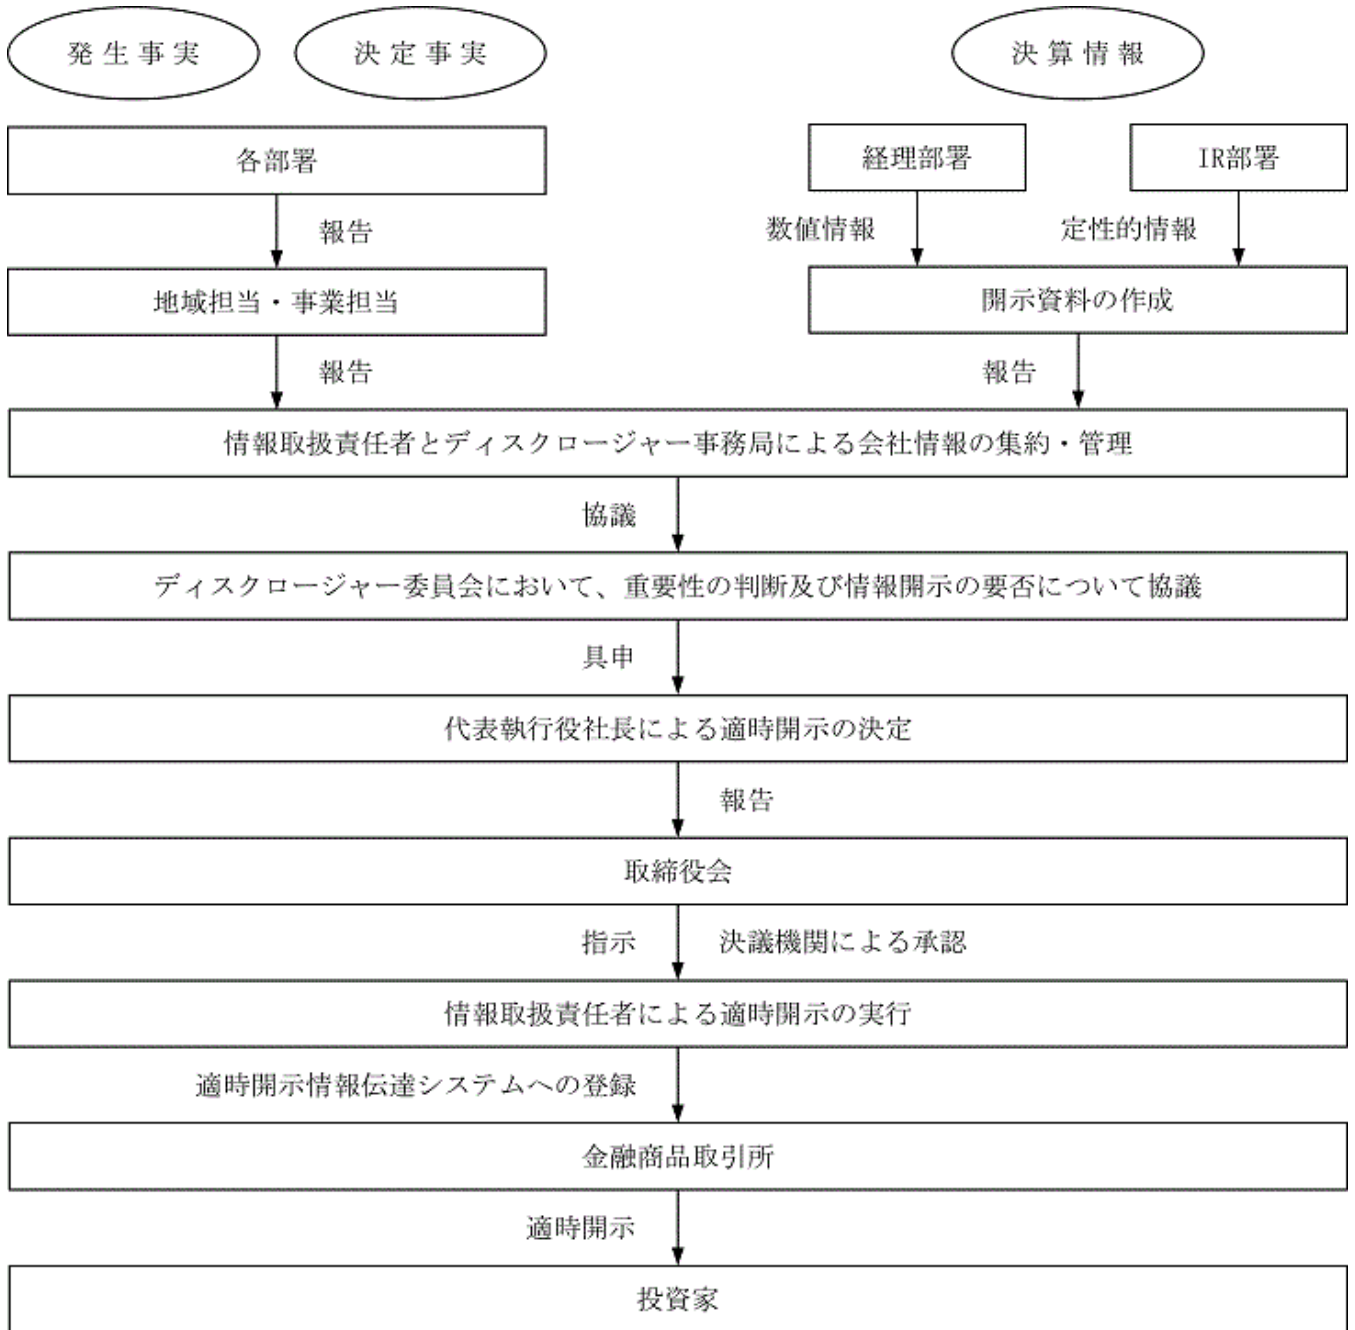 発生事実
決定事実
決算情報
各部署
経理部署
IR部署
報告
数値情報
定性的情報
地域担当・事業担当
開示資料の作成
報告
報告
情報取扱責任者とディスクロージャー事務局による会社情報の集約・管理
協議
ディスクロージャー委員会において、重要性の判断及び情報開示の要否について協議
具申
代表執行役社長による適時開示の決定
報告
取締役会
指示
決議機関による承認
情報取扱責任者による適時開示の実行
適時開示情報伝達システムへの登録
金融商品取引所
適時開示
投資家